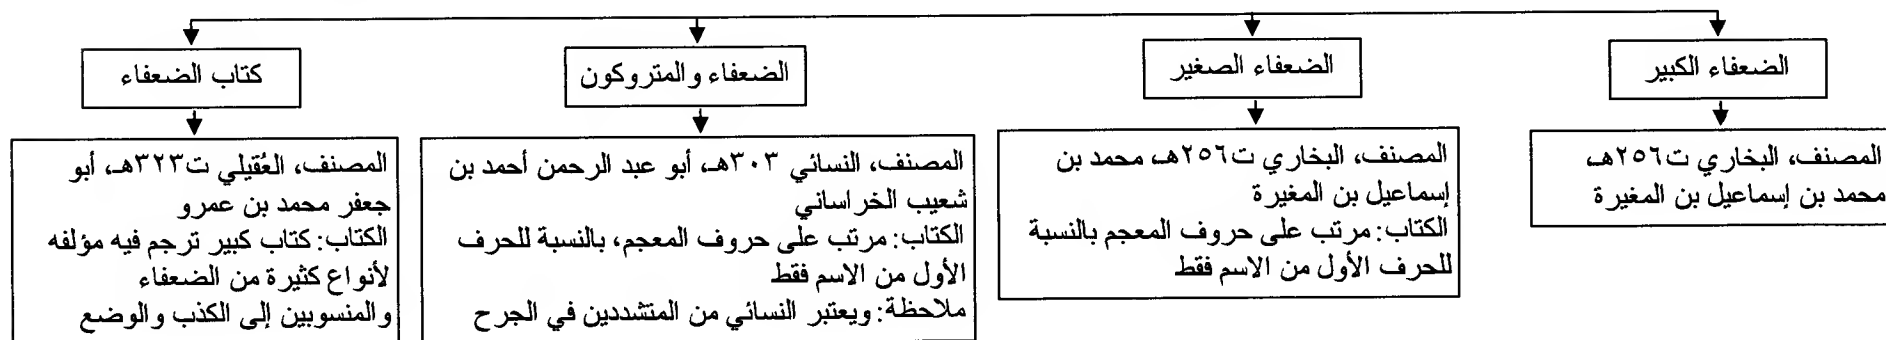 الضعفاء الكبير
المصنف، البخاري ت٢٥٦هـ،
محمد بن إسماعيل بن المغيرة
الضعفاء الصغير
المصنف، البخاري ت٢٥٦هـ، محمد بن
إسماعيل بن المغيرة
الكتاب: مرتب على حروف المعجم بالنسبة
للحرف الأول من الاسم فقط
الضعفاء والمتروكون
المصنف، النسائي ٣٠٣هـ، أبو عبد الرحمن أحمد بن
شعيب الخراساني
الكتاب: مرتب على حروف المعجم، بالنسبة للحرف
الأول من الاسم فقط
ملاحظة: ويعتبر النسائي من المتشددين في الجرح
كتاب الضعفاء
المصنف، العُقيلي ت٣٢٣هـ، أبو
جعفر محمد بن عمرو
الكتاب: كتاب كبير ترجم فيه مؤلفه
لأنواع كثيرة من الضعفاء
والمنسوبين إلى الكذب والوضع